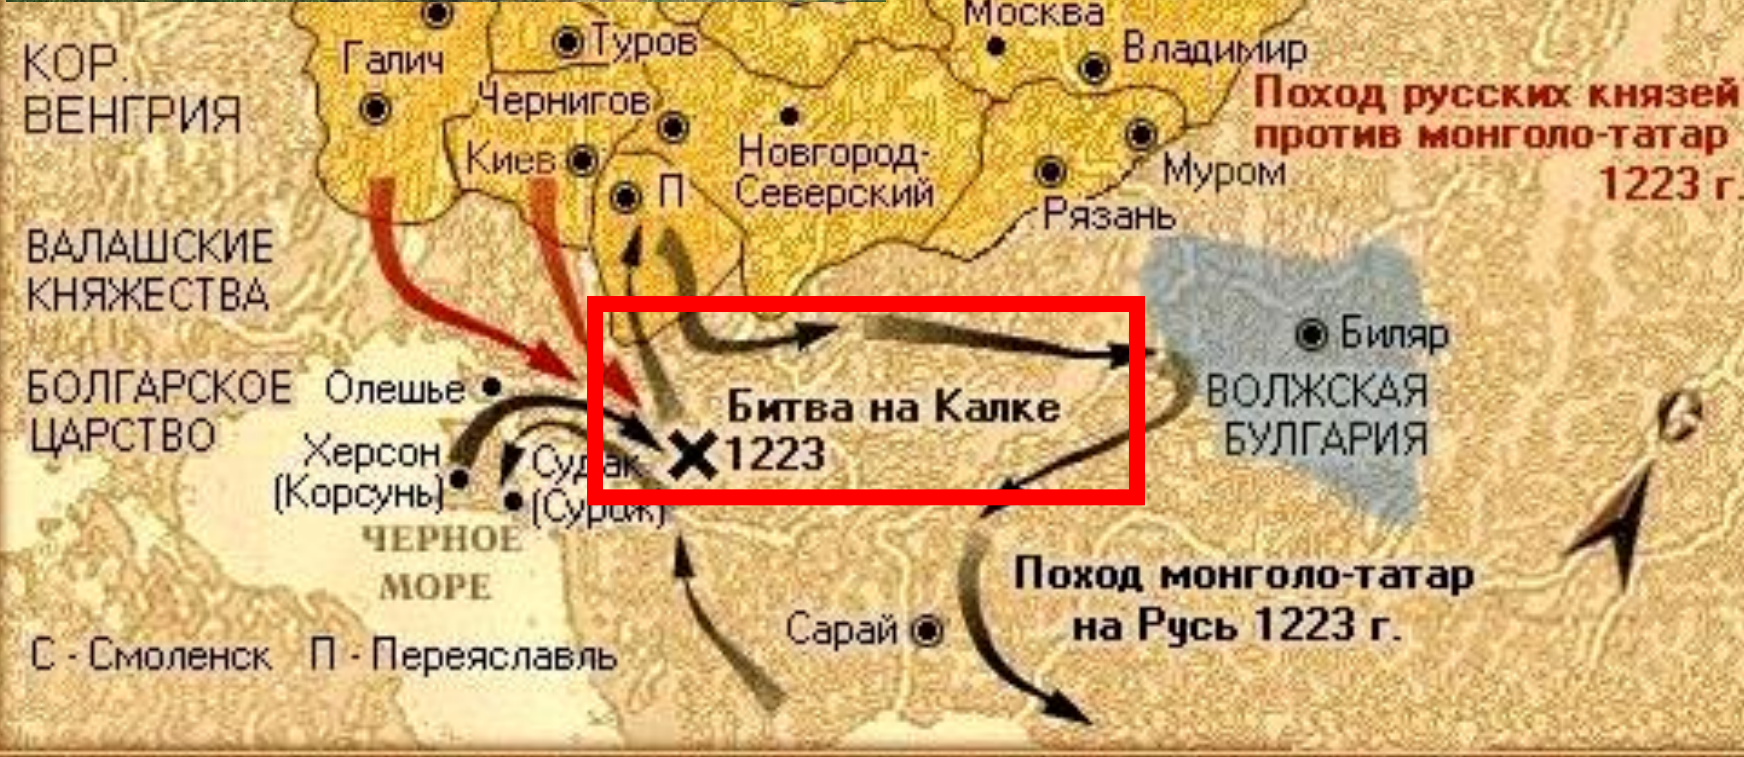 Москва
Туров
Владимир
Галич
КОР.
ВЕНГРИЯ
Поход русских князей
против монголо-татар
1223 г.
Чернигов
Киев
Новгород-
Северский
П
Муром
Рязань
ВАЛАШСКИЕ
КНЯЖЕСТВА
Биляр
БОЛГАРСКОЕ
ЦАРСТВО
Олешье
ВОЛЖСКАЯ
БУЛГАРИЯ
Битва на Калке
1223
Херсон
(Корсунь)
Судак
(Сурож)
ЧЕРНОЕ
МОРЕ
Поход монголо-татар
на Русь 1223 г.
Сарай
С - Смоленск П - Переяславль